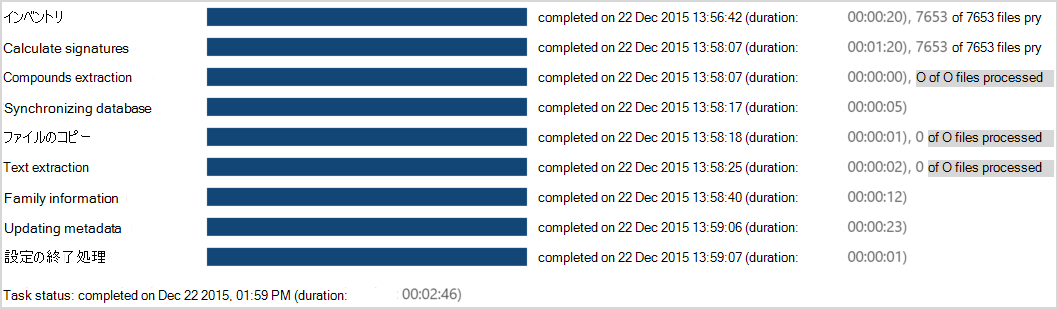 インベントリ completed on 22 Dec 2015 13:56:42 (duration: 00:00:20), 7653 of 7653 files pry
Calculate signatures completed on 22 Dec 2015 13:58:07 (duration: 00:01:20), 7653 of 7653 files pry
Compounds extraction completed on 22 Dec 2015 13:58:07 (duration: 00:00:00), O of O files processed
Synchronizing database completed on 22 Dec 2015 13:58:17 (duration: 00:00:05)
ファイルのコピー completed on 22 Dec 2015 13:58:18 (duration: 00:00:01), 0 of O files processed
Text extraction completed on 22 Dec 2015 13:58:25 (duration: 00:00:02), 0 of O files processed
Family information completed on 22 Dec 2015 13:58:40 (duration: 00:00:12)
Updating metadata completed on 22 Dec 2015 13:59:06 (duration: 00:00:23)
設定の終了処理 completed on 22 Dec 2015 13:59:07 (duration: 00:00:01)
Task status: completed on Dec 22 2015, 01:59 PM (duration: 00:02:46)